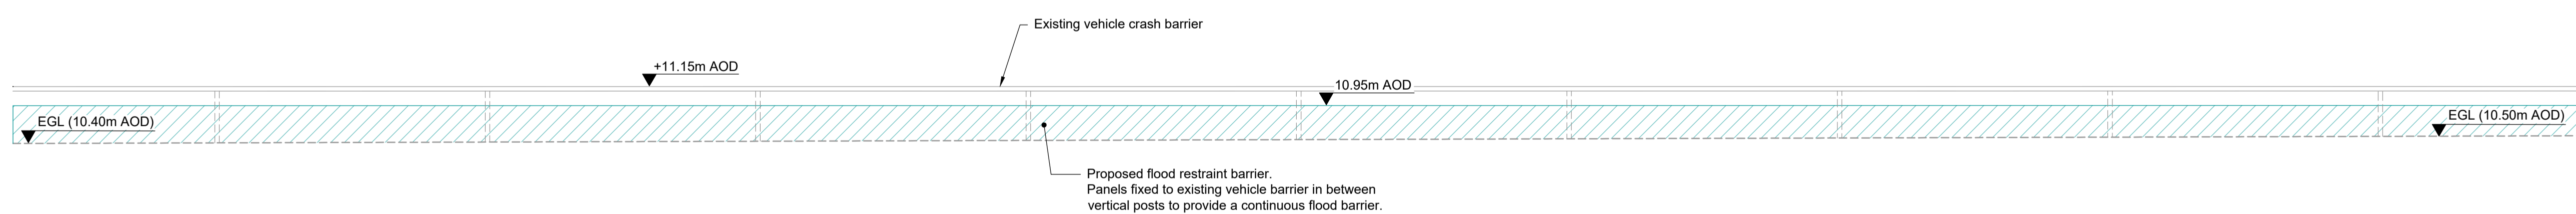 Existing vehicle crash barrier
+11.15m AOD
10.95m AOD
EGL (10.40m AOD)
EGL (10.50m AOD)
Proposed flood restraint barrier.
Panels fixed to existing vehicle barrier in between
vertical posts to provide a continuous flood barrier.